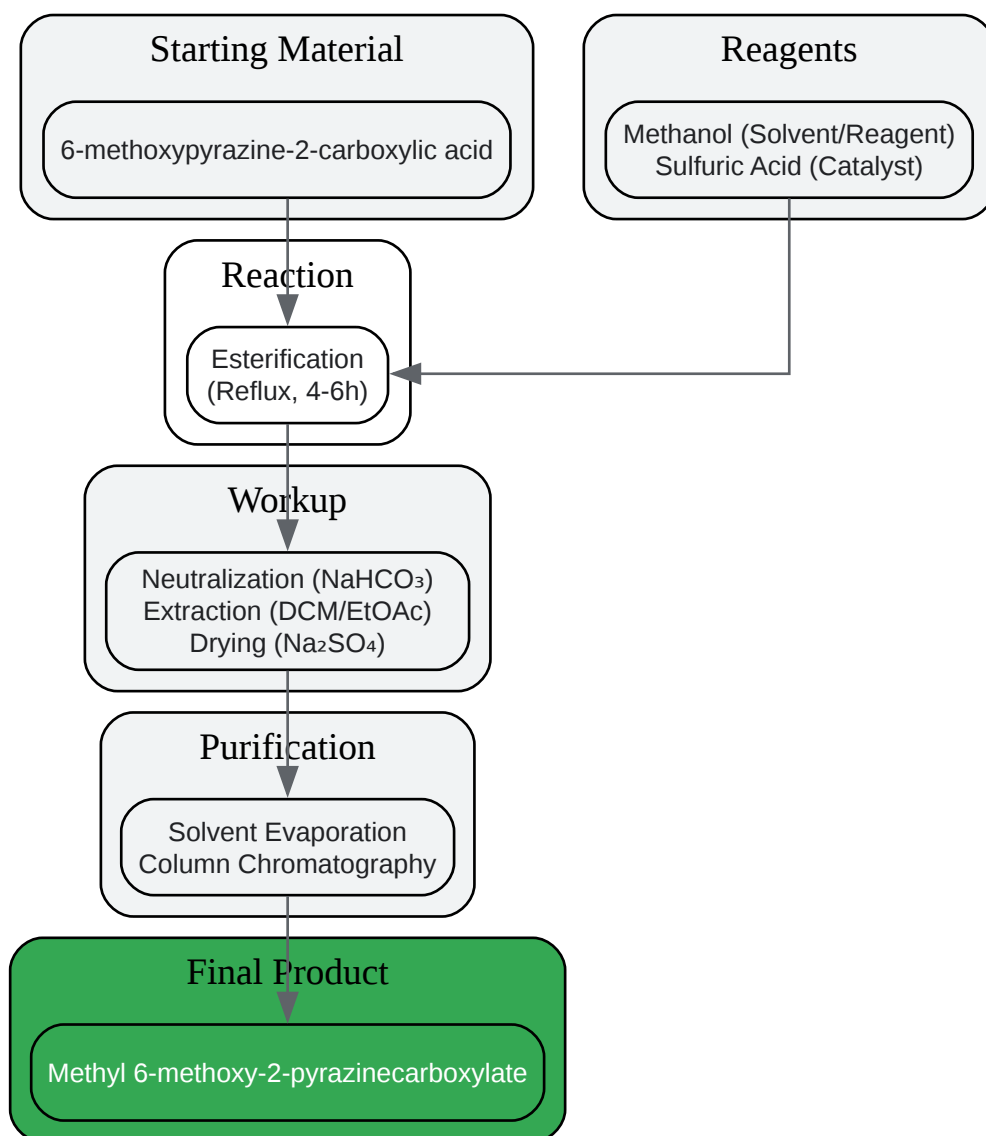 Starting Material
6-methoxypyrazine-2-carboxylic acid
Reagents
Methanol (Solvent/Reagent)
Sulfuric Acid (Catalyst)
Reaction
Esterification
(Reflux, 4-6h)
Workup
Neutralization (NaHCO₃)
Extraction (DCM/EtOAc)
Drying (Na₂SO₄)
Purification
Solvent Evaporation
Column Chromatography
Final Product
Methyl 6-methoxy-2-pyrazinecarboxylate